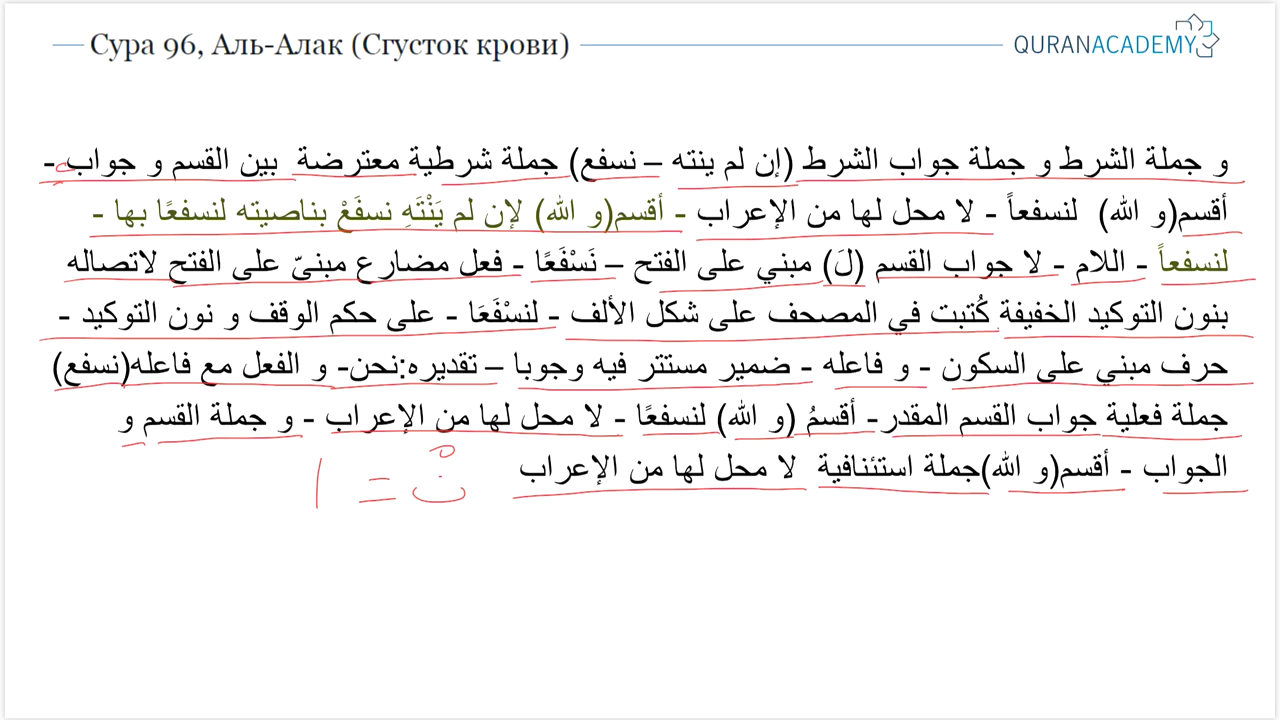 Сура 96, Аль-Алак (Сгусток крови)
QURANACADEMY
و جملة الشرط و جملة جواب الشرط (إن لم ينته – نسفع) جملة شرطية معترضة بين القسم و جوابه -
أقسم(و الله) لنسفعاً - لا محل لها من الإعراب - أقسم(و الله) لإن لم يَنْتَهِ نسفَعْ بناصيته لنسفعًا بها -
لنسفعاً - اللام - لا جواب القسم (لَ) مبني على الفتح – نَسْفَعًا - فعل مضارع مبنىّ على الفتح لاتصاله
بنون التوكيد الخفيفة كُتبت في المصحف على شكل الألف - لنسْفَعَا - على حكم الوقف و نون التوكيد -
حرف مبني على السكون - و فاعله - ضمير مستتر فيه وجوبا – تقديره:نحن- و الفعل مع فاعله(نسفع)
جملة فعلية جواب القسم المقدر- أقسمُ (و الله) لنسفعًا - لا محل لها من الإعراب - و جملة القسم و
الجواب - أقسم(و الله)جملة استئنافية لا محل لها من الإعراب
نْ = ا